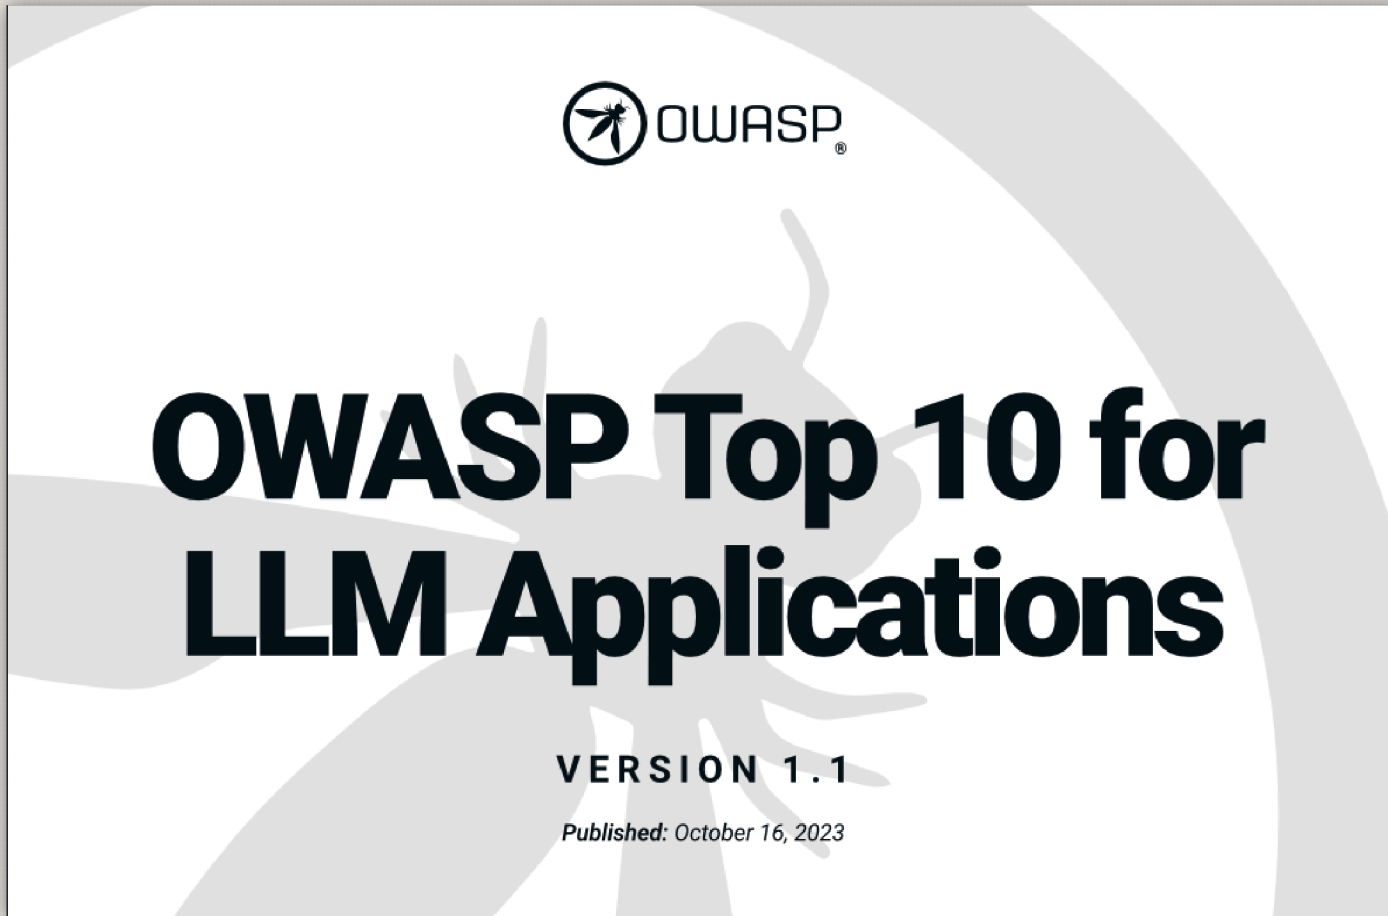 OWASP®
OWASP Top 10 for
LLM Applications
VERSION 1.1
Published: October 16, 2023